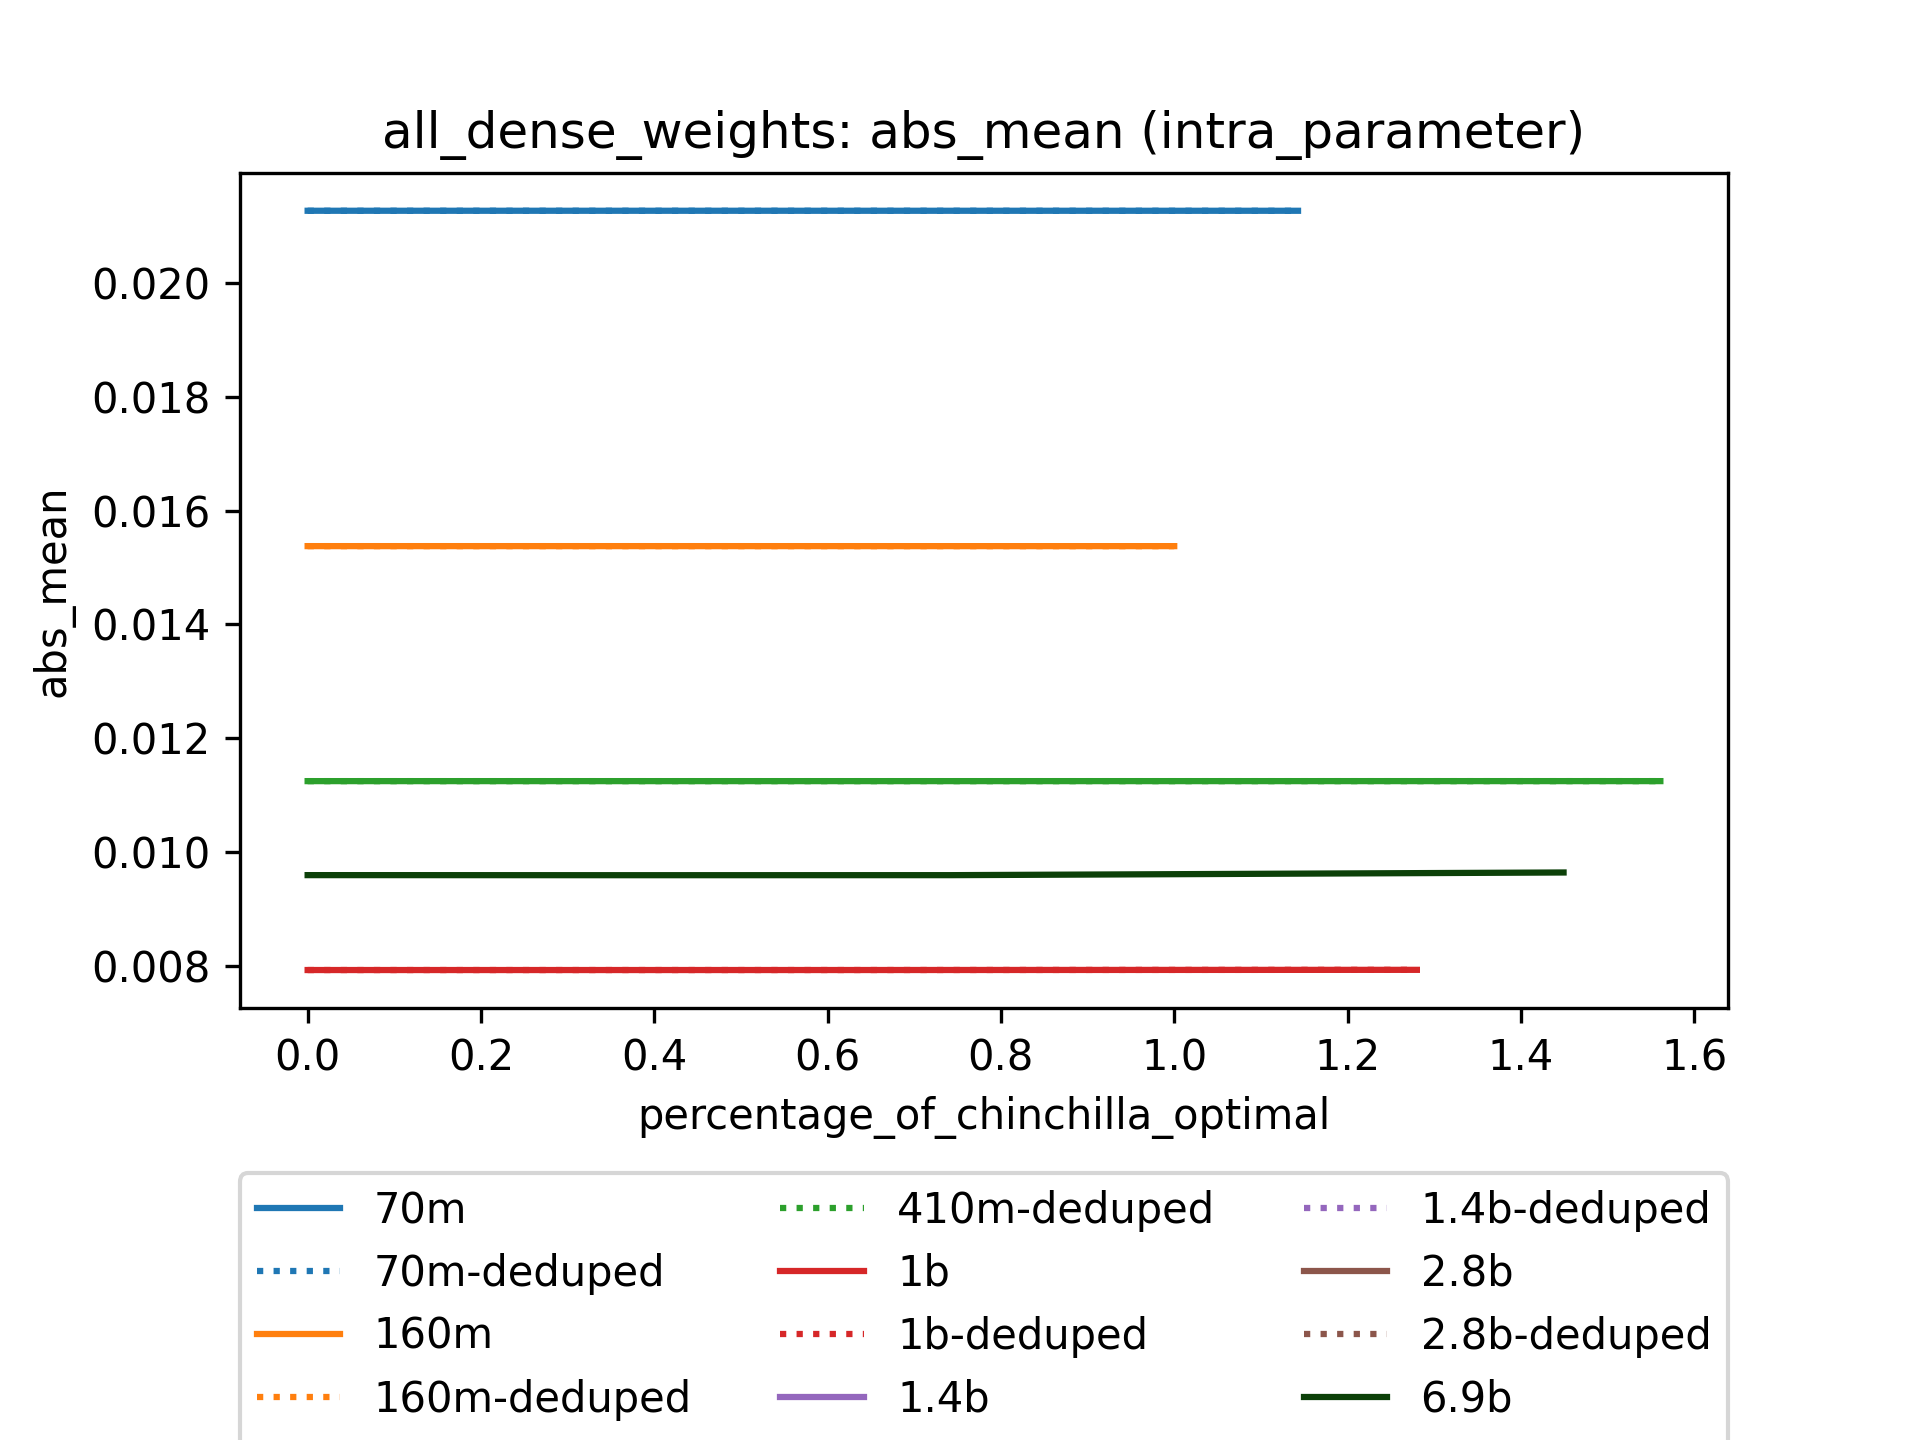 all_dense_weights: abs_mean (intra_parameter)
abs_mean
0.020
0.018
0.016
0.014
0.012
0.010
0.008
0.0 0.2 0.4 0.6 0.8 1.0 1.2 1.4 1.6
percentage_of_chinchilla_optimal
70m
70m-deduped
160m
160m-deduped
410m-deduped
1b
1b-deduped
1.4b
1.4b-deduped
2.8b
2.8b-deduped
6.9b